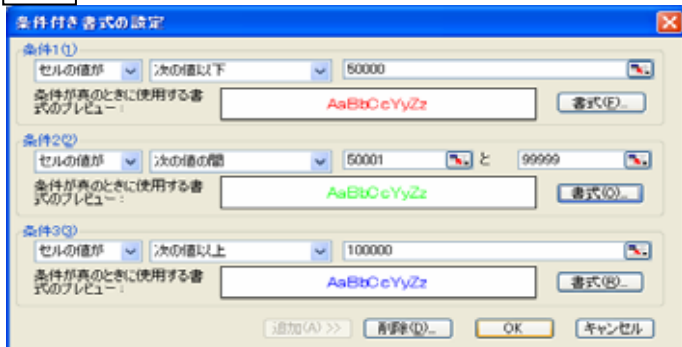 条件付き書式の設定
条件1(1)
セルの値が 次の値以下 50000
条件が真のときに使用する書式のプレビュー: AaBbCcYyZz 書式(F)...
条件2(2)
セルの値が 次の値の間 50001 と 99999
条件が真のときに使用する書式のプレビュー: AaBbCcYyZz 書式(O)...
条件3(3)
セルの値が 次の値以上 100000
条件が真のときに使用する書式のプレビュー: AaBbCcYyZz 書式(R)...
追加(A) >> 削除(D)... OK キャンセル